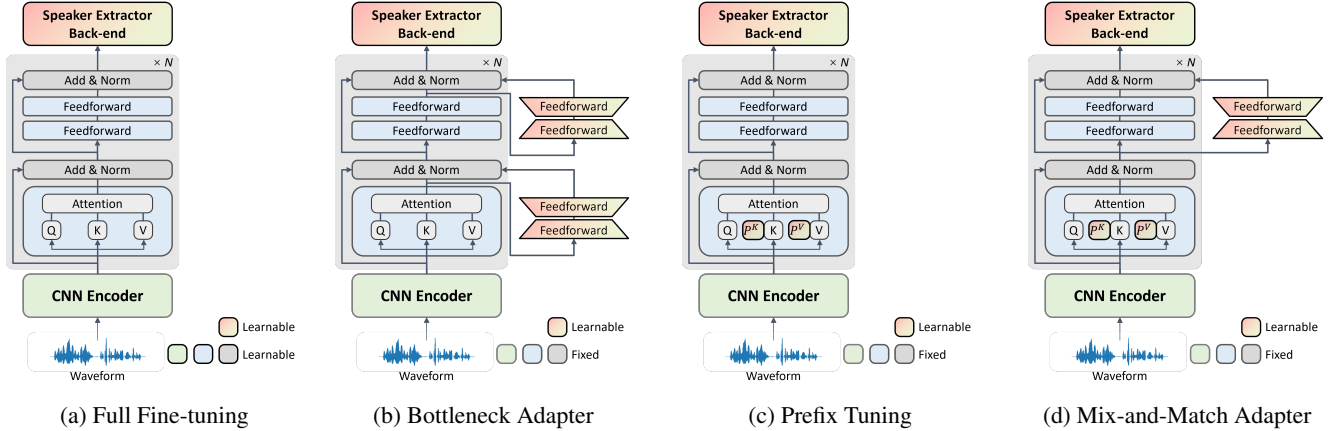 Speaker Extractor
Back-end
× N
Add & Norm
Feedforward
Feedforward
Add & Norm
Attention
Q K V
CNN Encoder
Learnable
Learnable
Waveform
(a) Full Fine-tuning
Speaker Extractor
Back-end
× N
Add & Norm
Feedforward
Feedforward
Feedforward
Feedforward
Add & Norm
Attention
Feedforward
Q K V
Feedforward
CNN Encoder
Learnable
Fixed
Waveform
(b) Bottleneck Adapter
Speaker Extractor
Back-end
× N
Add & Norm
Feedforward
Feedforward
Add & Norm
Attention
Q P^K K P^V V
CNN Encoder
Learnable
Fixed
Waveform
(c) Prefix Tuning
Speaker Extractor
Back-end
× N
Add & Norm
Feedforward
Feedforward
Feedforward
Feedforward
Add & Norm
Attention
Q P^K K P^V V
CNN Encoder
Learnable
Fixed
Waveform
(d) Mix-and-Match Adapter